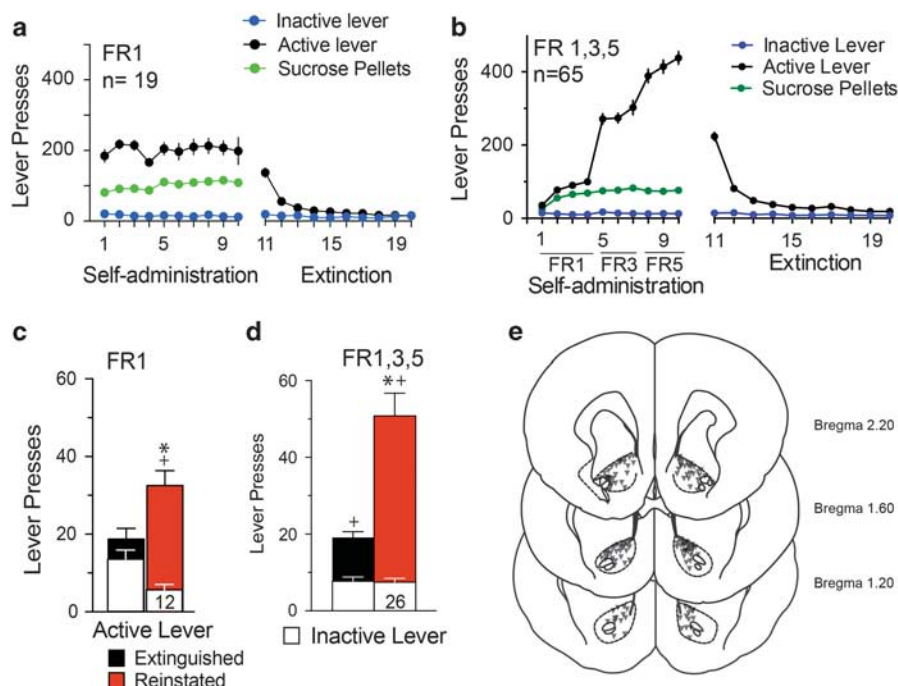 a
FR1
n= 19
Inactive lever
Active lever
Sucrose Pellets
Lever Presses
400
200
0
1 5 9 11 15 19
Self-administration Extinction
b
FR 1,3,5
n=65
Inactive Lever
Active Lever
Sucrose Pellets
Lever Presses
400
200
0
1 5 9 11 15 19
FR1 FR3 FR5
Self-administration Extinction
c
FR1
Lever Presses
60
40
20
0
*
+
12
Active Lever
Extinguished
Reinstated
d
FR1,3,5
Lever Presses
60
40
20
0
+
*+
26
Inactive Lever
e
Bregma 2.20
Bregma 1.60
Bregma 1.20